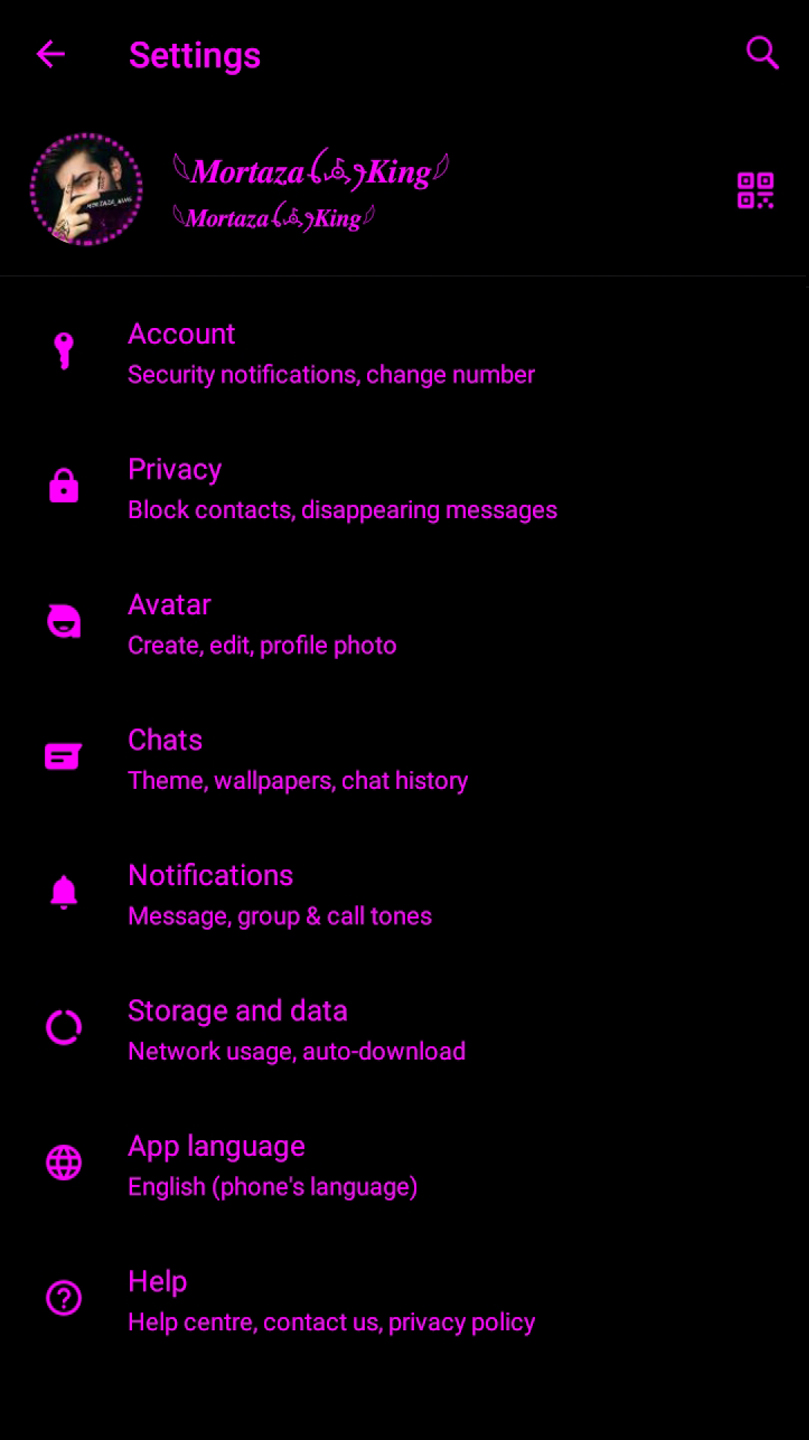 Settings
Mortaza King
Mortaza King
Account
Security notifications, change number
Privacy
Block contacts, disappearing messages
Avatar
Create, edit, profile photo
Chats
Theme, wallpapers, chat history
Notifications
Message, group & call tones
Storage and data
Network usage, auto-download
App language
English (phone's language)
Help
Help centre, contact us, privacy policy